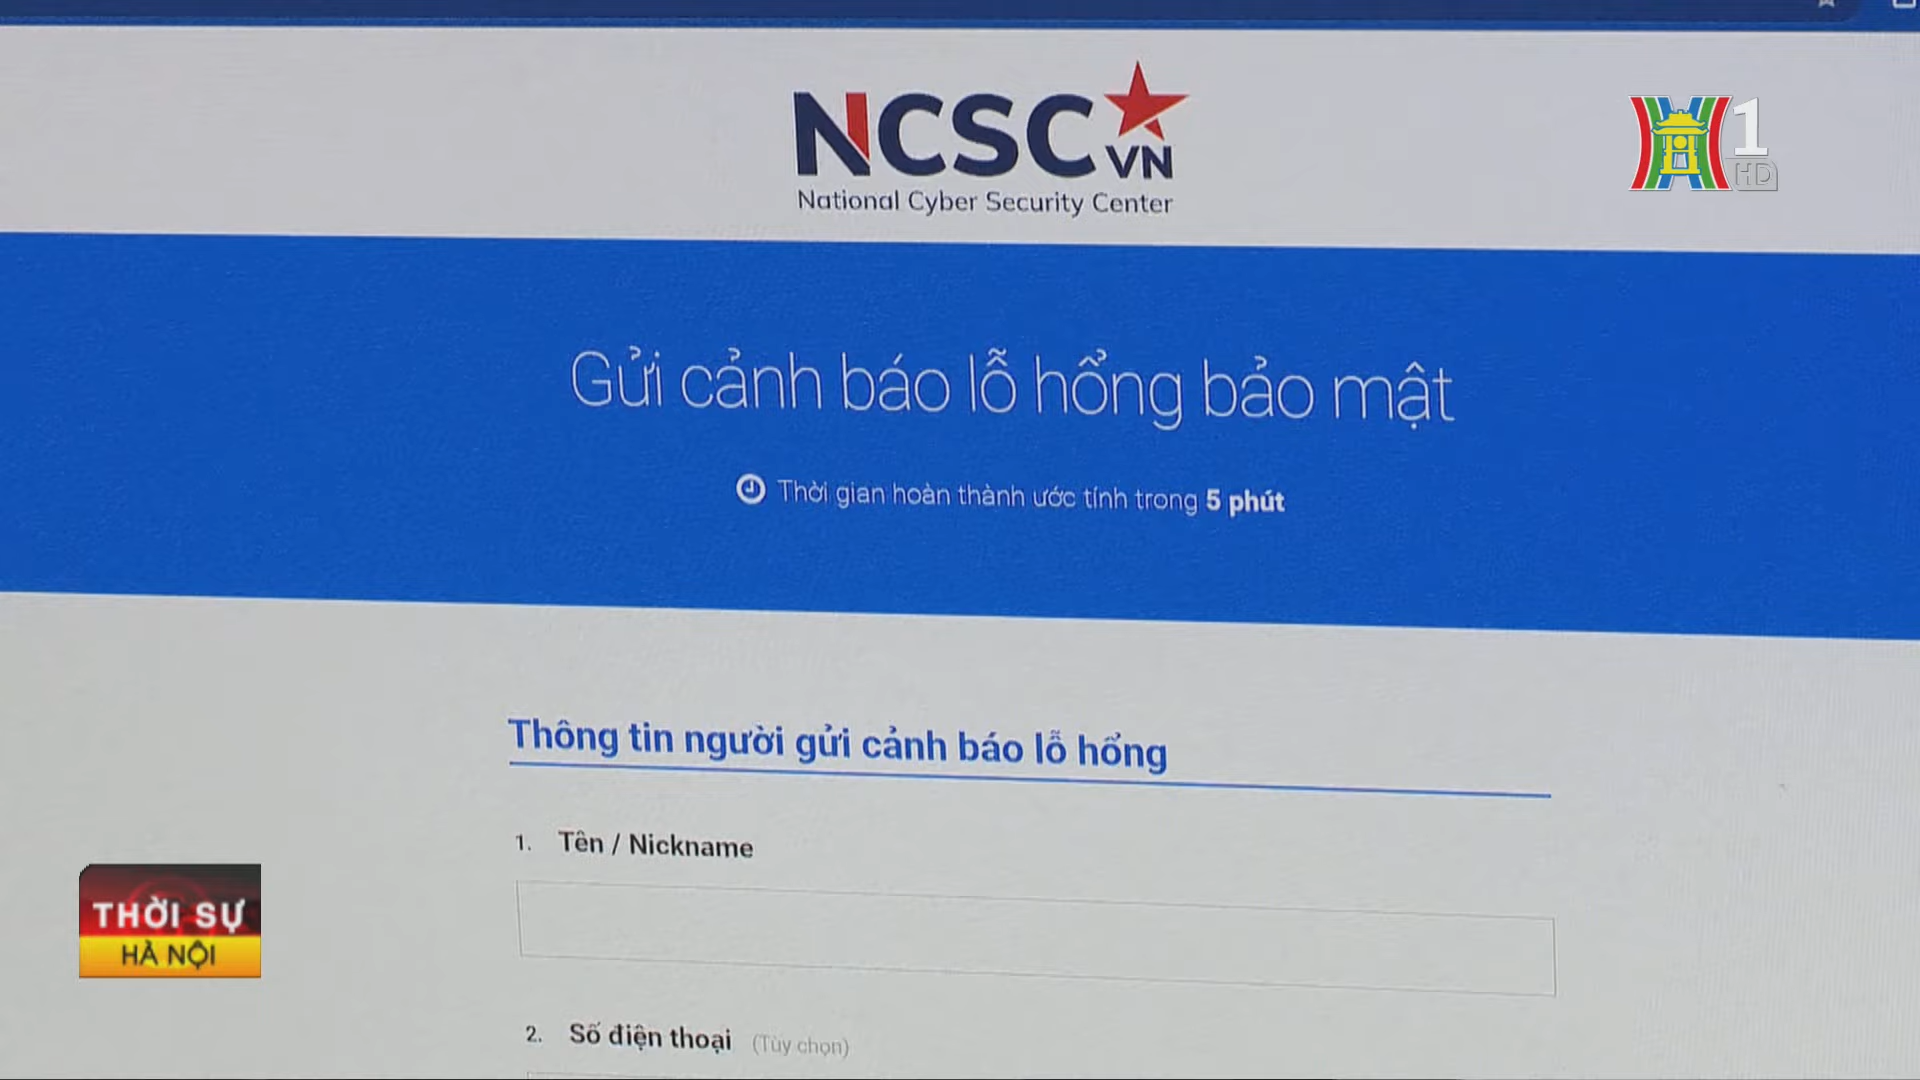 NCSC VN
National Cyber Security Center
1
HD
Gửi cảnh báo lỗ hổng bảo mật
Thời gian hoàn thành ước tính trong 5 phút
Thông tin người gửi cảnh báo lỗ hổng
1. Tên / Nickname
THỜI SỰ
HÀ NỘI
2. Số điện thoại (Tùy chọn)